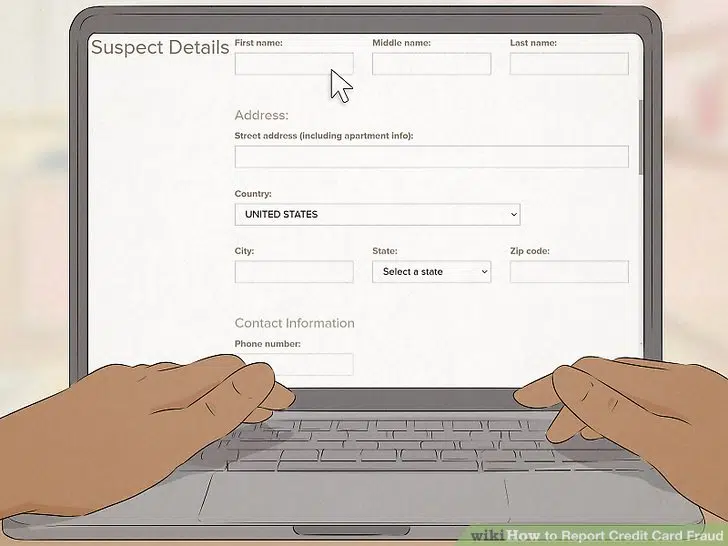 Suspect Details
First name: Middle name: Last name:
Address:
Street address (including apartment info):
Country:
UNITED STATES
City: State: Zip code:
Select a state
Contact Information
Phone number:
wikiHow to Report Credit Card Fraud